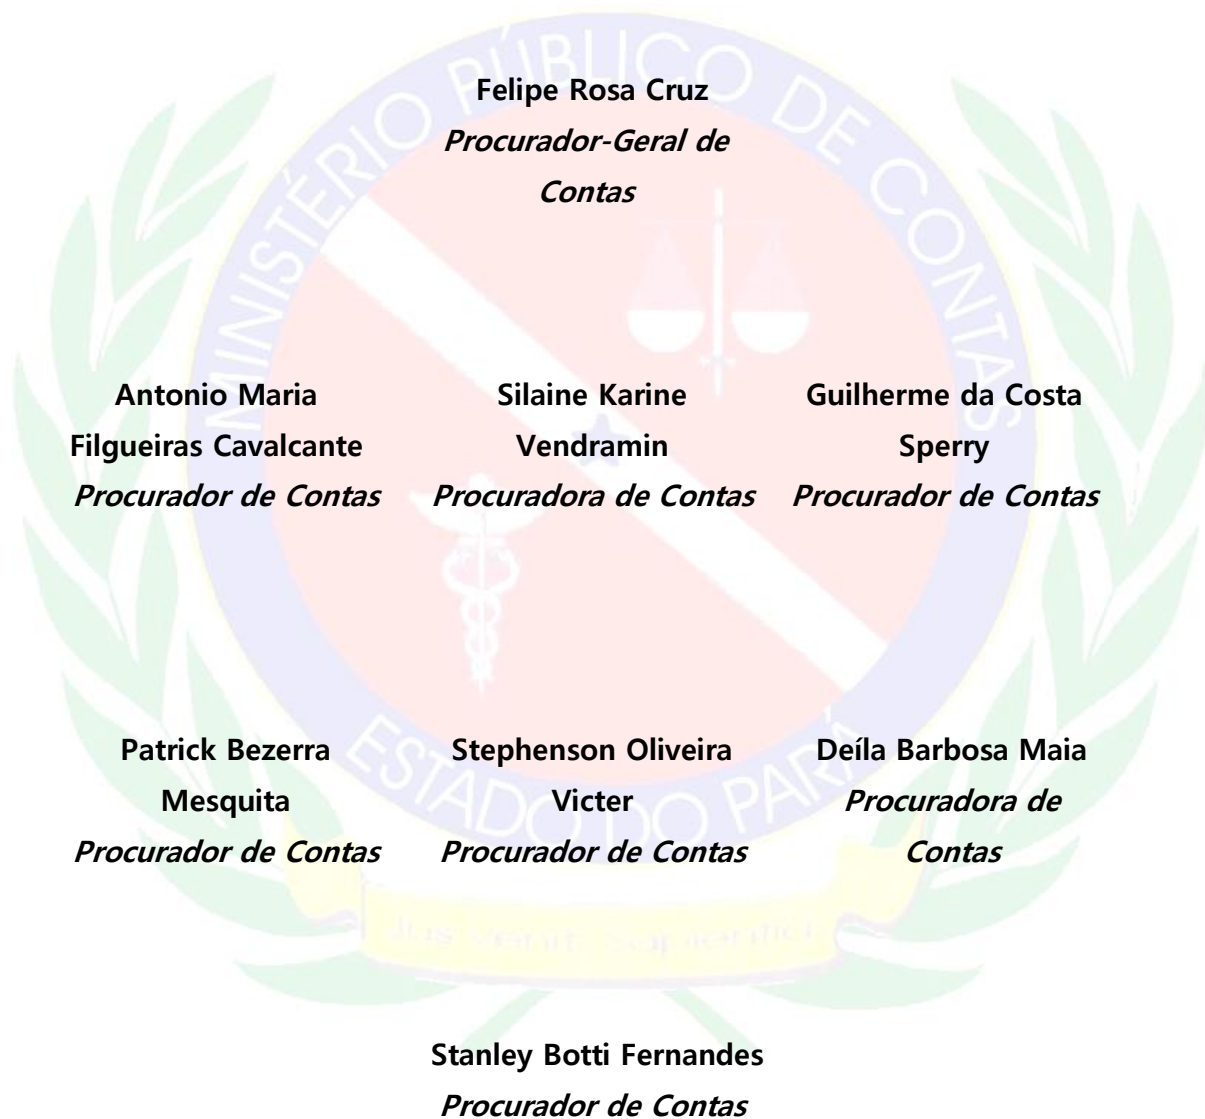 MINISTÉRIO PÚBLICO DE CONTAS
Felipe Rosa Cruz
Procurador-Geral de
Contas
Antonio Maria
Filgueiras Cavalcante
Procurador de Contas
Silaine Karine
Vendramin
Procuradora de Contas
Guilherme da Costa
Sperry
Procurador de Contas
Patrick Bezerra
Mesquita
Procurador de Contas
Stephenson Oliveira
Victer
Procurador de Contas
Deíla Barbosa Maia
Procuradora de
Contas
ESTADO DO PARÁ
Stanley Botti Fernandes
Procurador de Contas